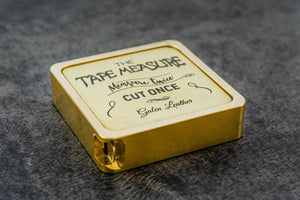 THE
TAPE MEASURE
Measure Twice
CUT ONCE
Galen Leather